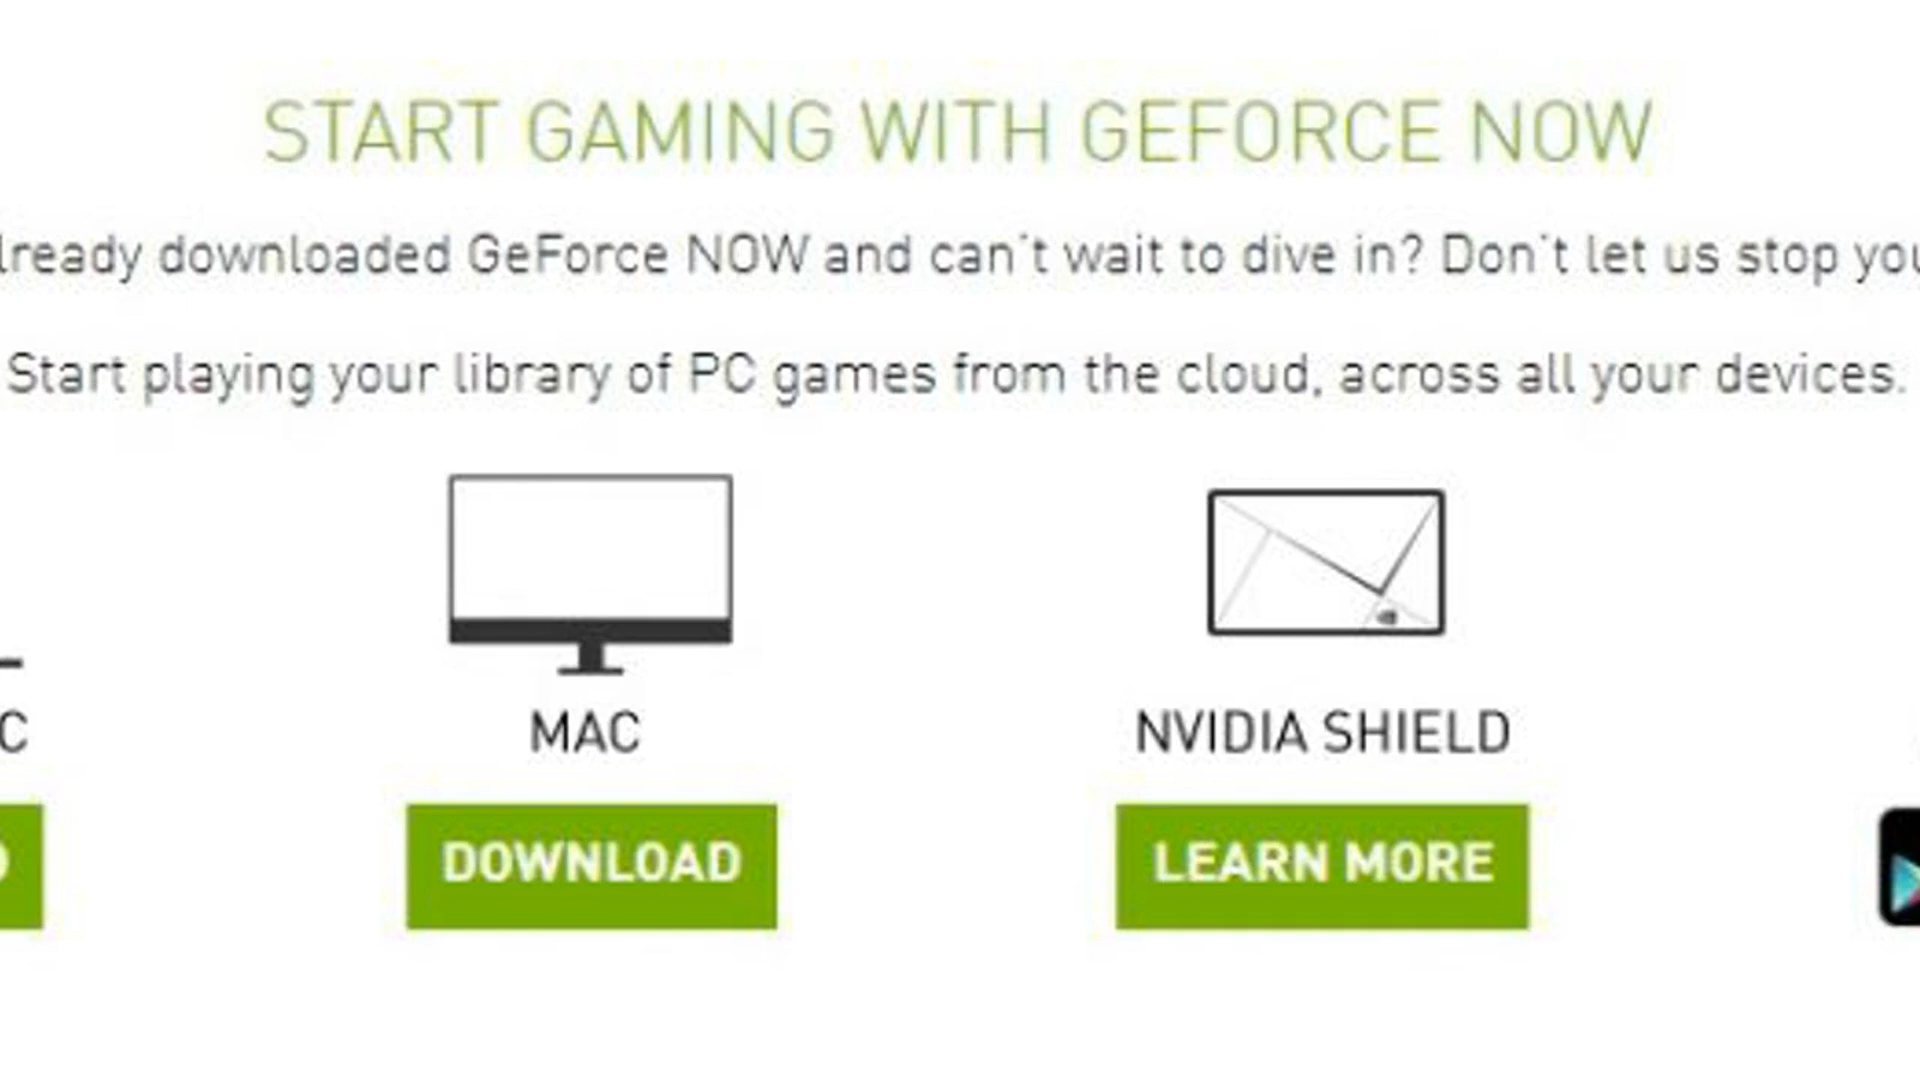 START GAMING WITH GEFORCE NOW
lready downloaded GeForce NOW and can't wait to dive in? Don't let us stop you
Start playing your library of PC games from the cloud, across all your devices.
C MAC NVIDIA SHIELD
DOWNLOAD LEARN MORE